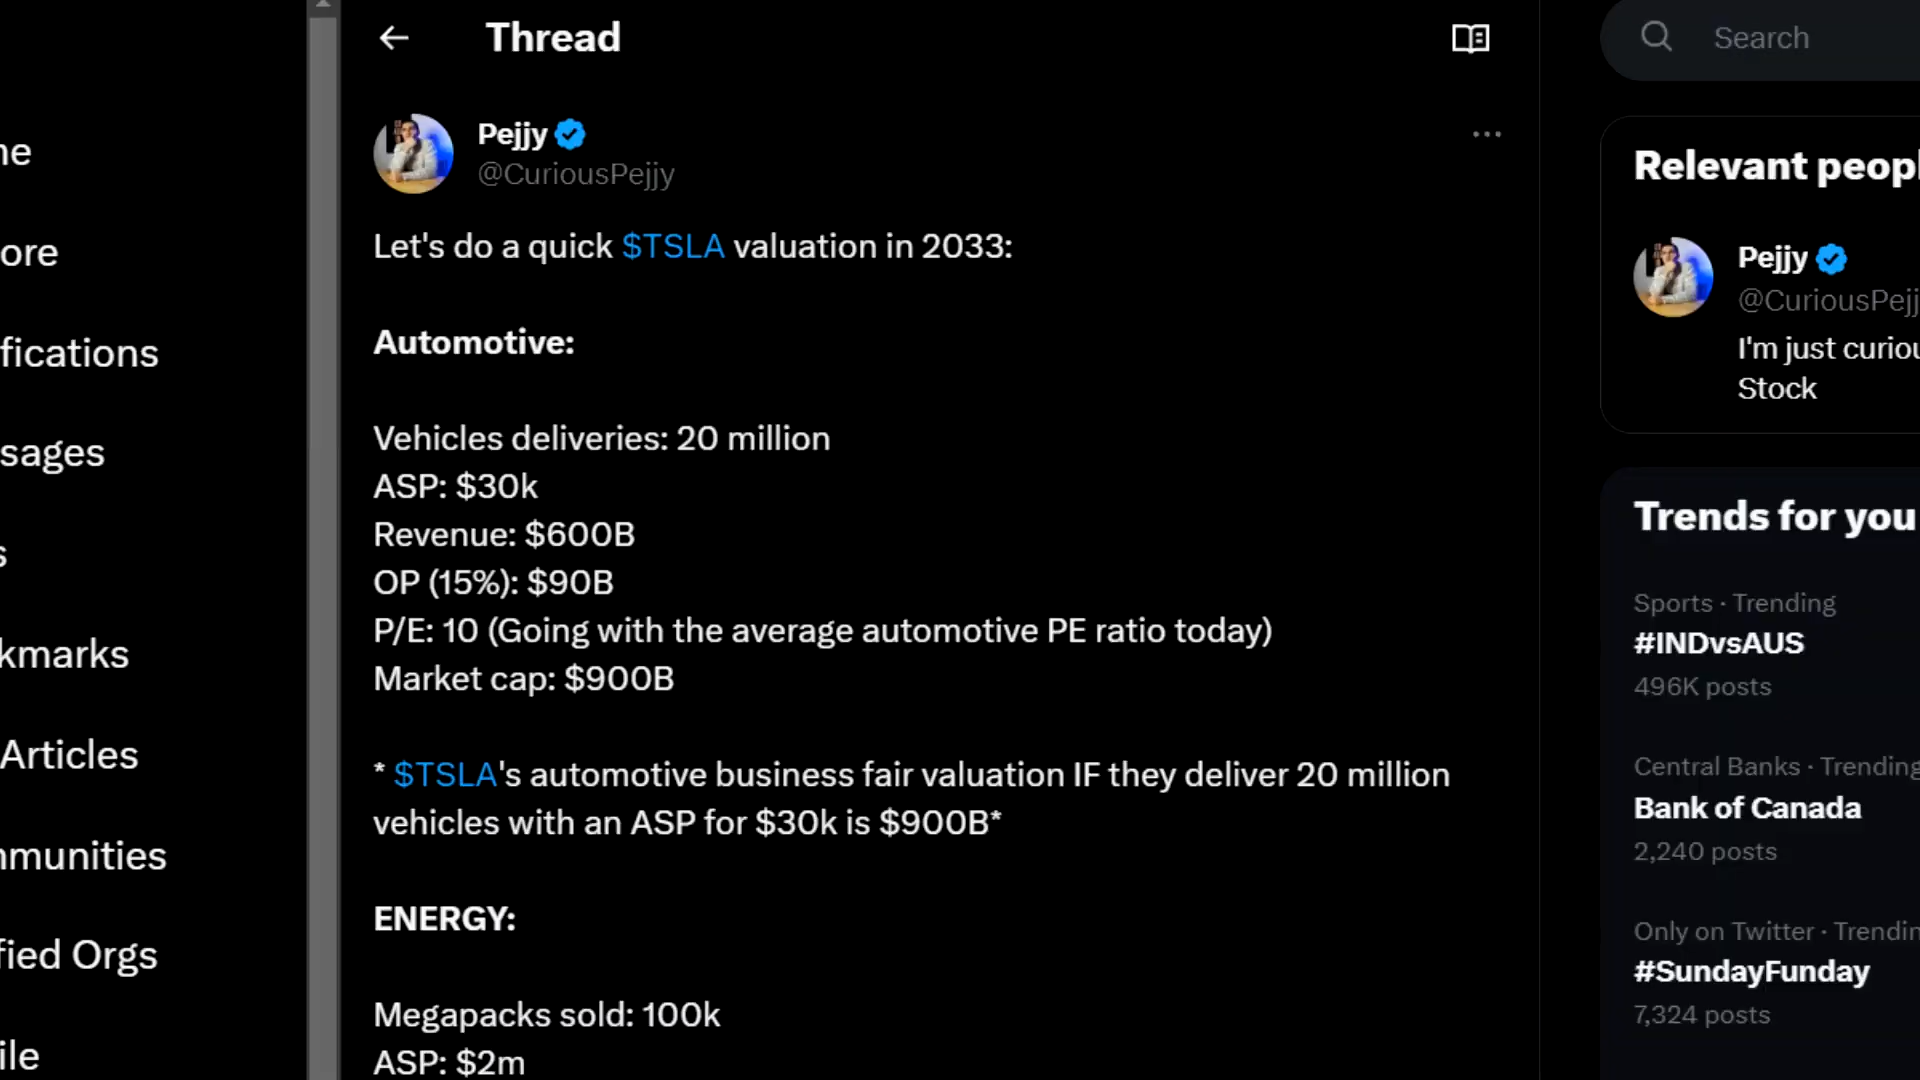 Thread
Search
Pejjy
@CuriousPejjy
Let's do a quick $TSLA valuation in 2033:
Automotive:
Vehicles deliveries: 20 million
ASP: $30k
Revenue: $600B
OP (15%): $90B
P/E: 10 (Going with the average automotive PE ratio today)
Market cap: $900B
* $TSLA's automotive business fair valuation IF they deliver 20 million
vehicles with an ASP for $30k is $900B*
ENERGY:
Megapacks sold: 100k
ASP: $2m
ne
ore
fications
sages
s
kmarks
Articles
mmunities
fied Orgs
ile
Relevant peopl
Pejjy
@CuriousPejj
I'm just curiou
Stock
Trends for you
Sports · Trending
#INDvsAUS
496K posts
Central Banks · Trending
Bank of Canada
2,240 posts
Only on Twitter · Trendin
#SundayFunday
7,324 posts